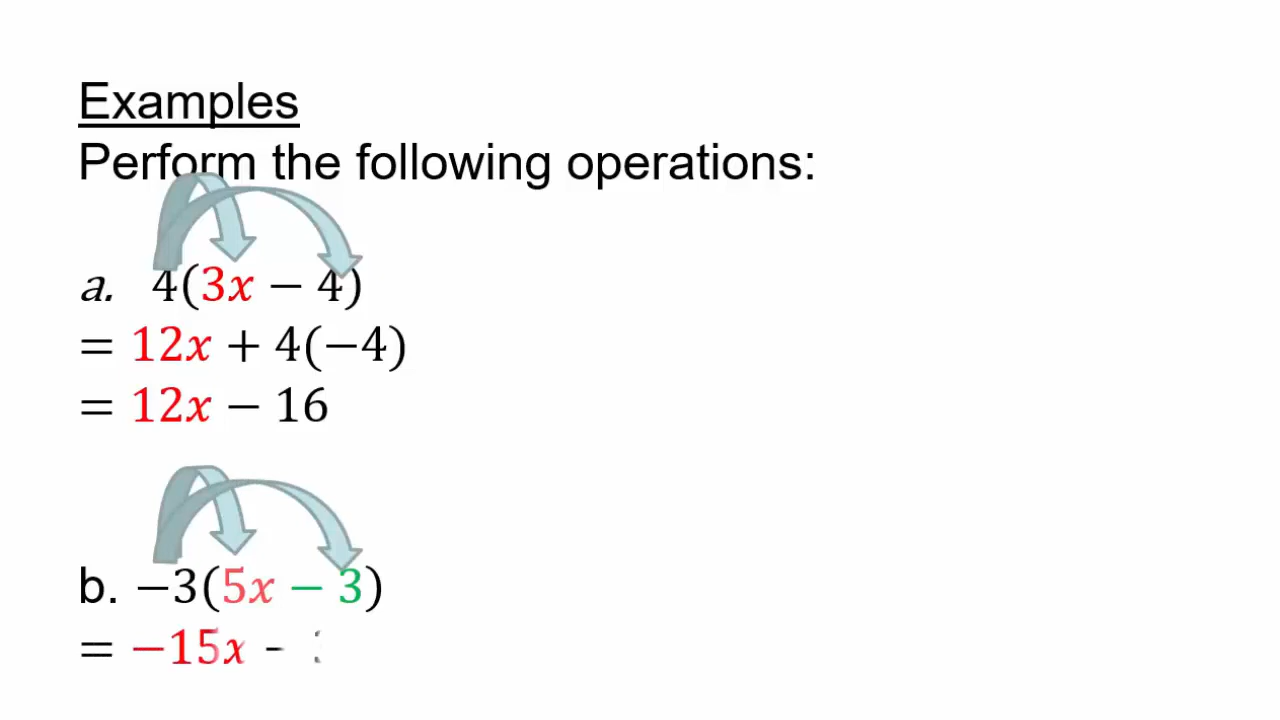 Examples
Perform the following operations:
a. 4(3x − 4)
= 12x + 4(−4)
= 12x − 16
b. −3(5x − 3)
= −15x −